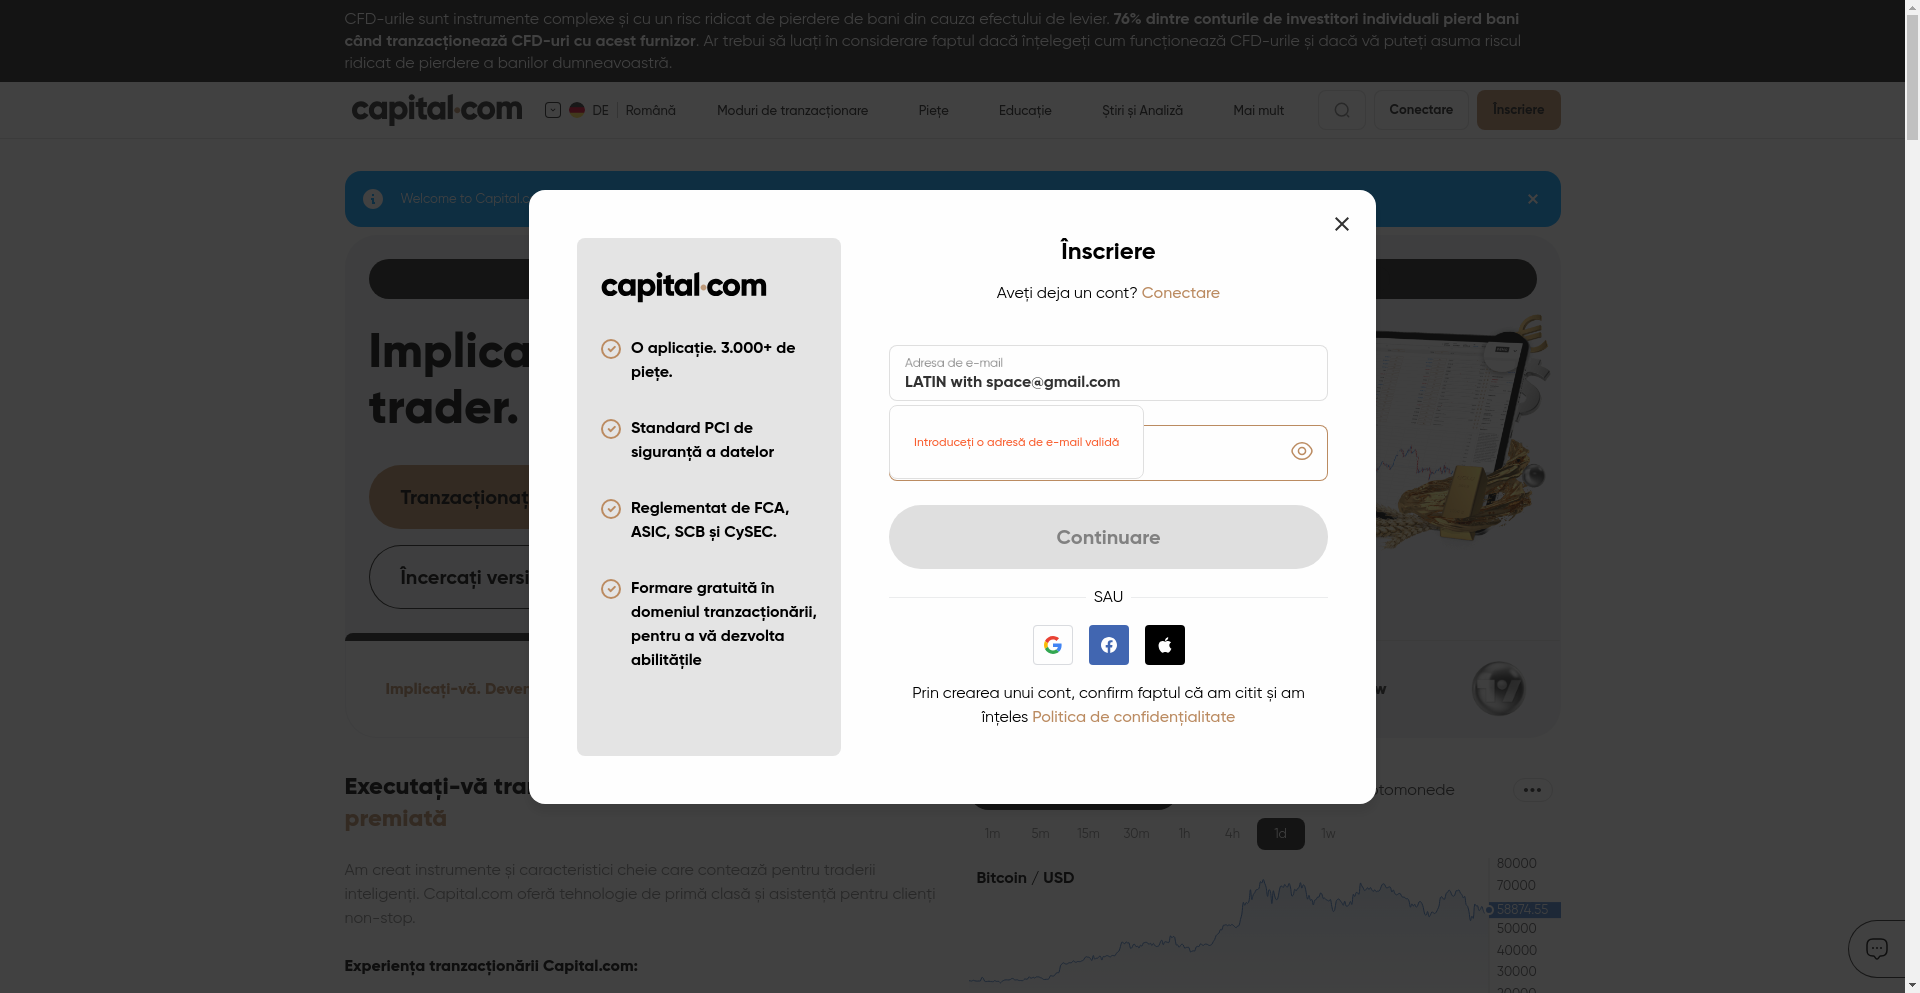 CFD-urile sunt instrumente complexe și cu un risc ridicat de pierdere de bani din cauza efectului de levier. 76% dintre conturile de investitori individuali pierd bani
când tranzacționează CFD-uri cu acest furnizor. Ar trebui să luați în considerare faptul dacă înțelegeți cum funcționează CFD-urile și dacă vă puteți asuma riscul
ridicat de pierdere a banilor dumneavoastră.
capital.com DE Română Moduri de tranzacționare Piețe Educație Știri și Analiză Mai mult Conectare Înscriere
Welcome to Capital.c
Implica
trader.
Tranzacționaț
Încercați versi
Implicați-vă. Dever
w
capital.com
O aplicație. 3.000+ de
piețe.
Standard PCI de
siguranță a datelor
Reglementat de FCA,
ASIC, SCB și CySEC.
Formare gratuită în
domeniul tranzacționării,
pentru a vă dezvolta
abilitățile
Înscriere
Aveți deja un cont? Conectare
Adresa de e-mail
LATIN with space@gmail.com
Introduceți o adresă de e-mail validă
Continuare
SAU
Prin crearea unui cont, confirm faptul că am citit și am
înțeles Politica de confidențialitate
Executați-vă tra
premiată
Am creat instrumente și caracteristici cheie care contează pentru traderii
inteligenți. Capital.com oferă tehnologie de primă clasă și asistență pentru clienți
non-stop.
Experiența tranzacționării Capital.com:
tomonede
1m 5m 15m 30m 1h 4h 1d 1w
Bitcoin / USD
80000
70000
58874.55
50000
40000
30000